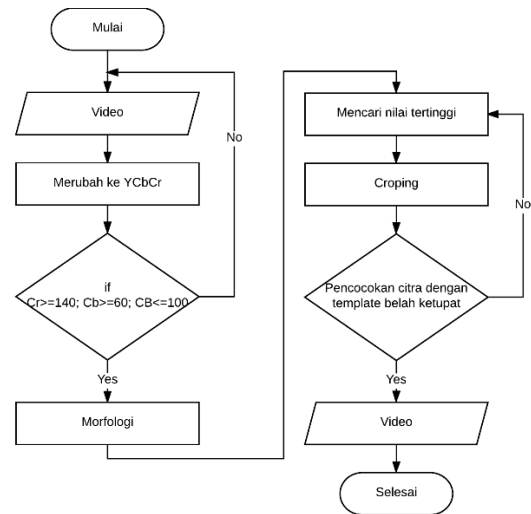 Mulai
Video
No
Merubah ke YCbCr
if
Cr>=140; Cb>=60; CB<=100
Yes
Morfologi
Mencari nilai tertinggi
Croping
No
Pencocokan citra dengan
template belah ketupat
Yes
Video
Selesai